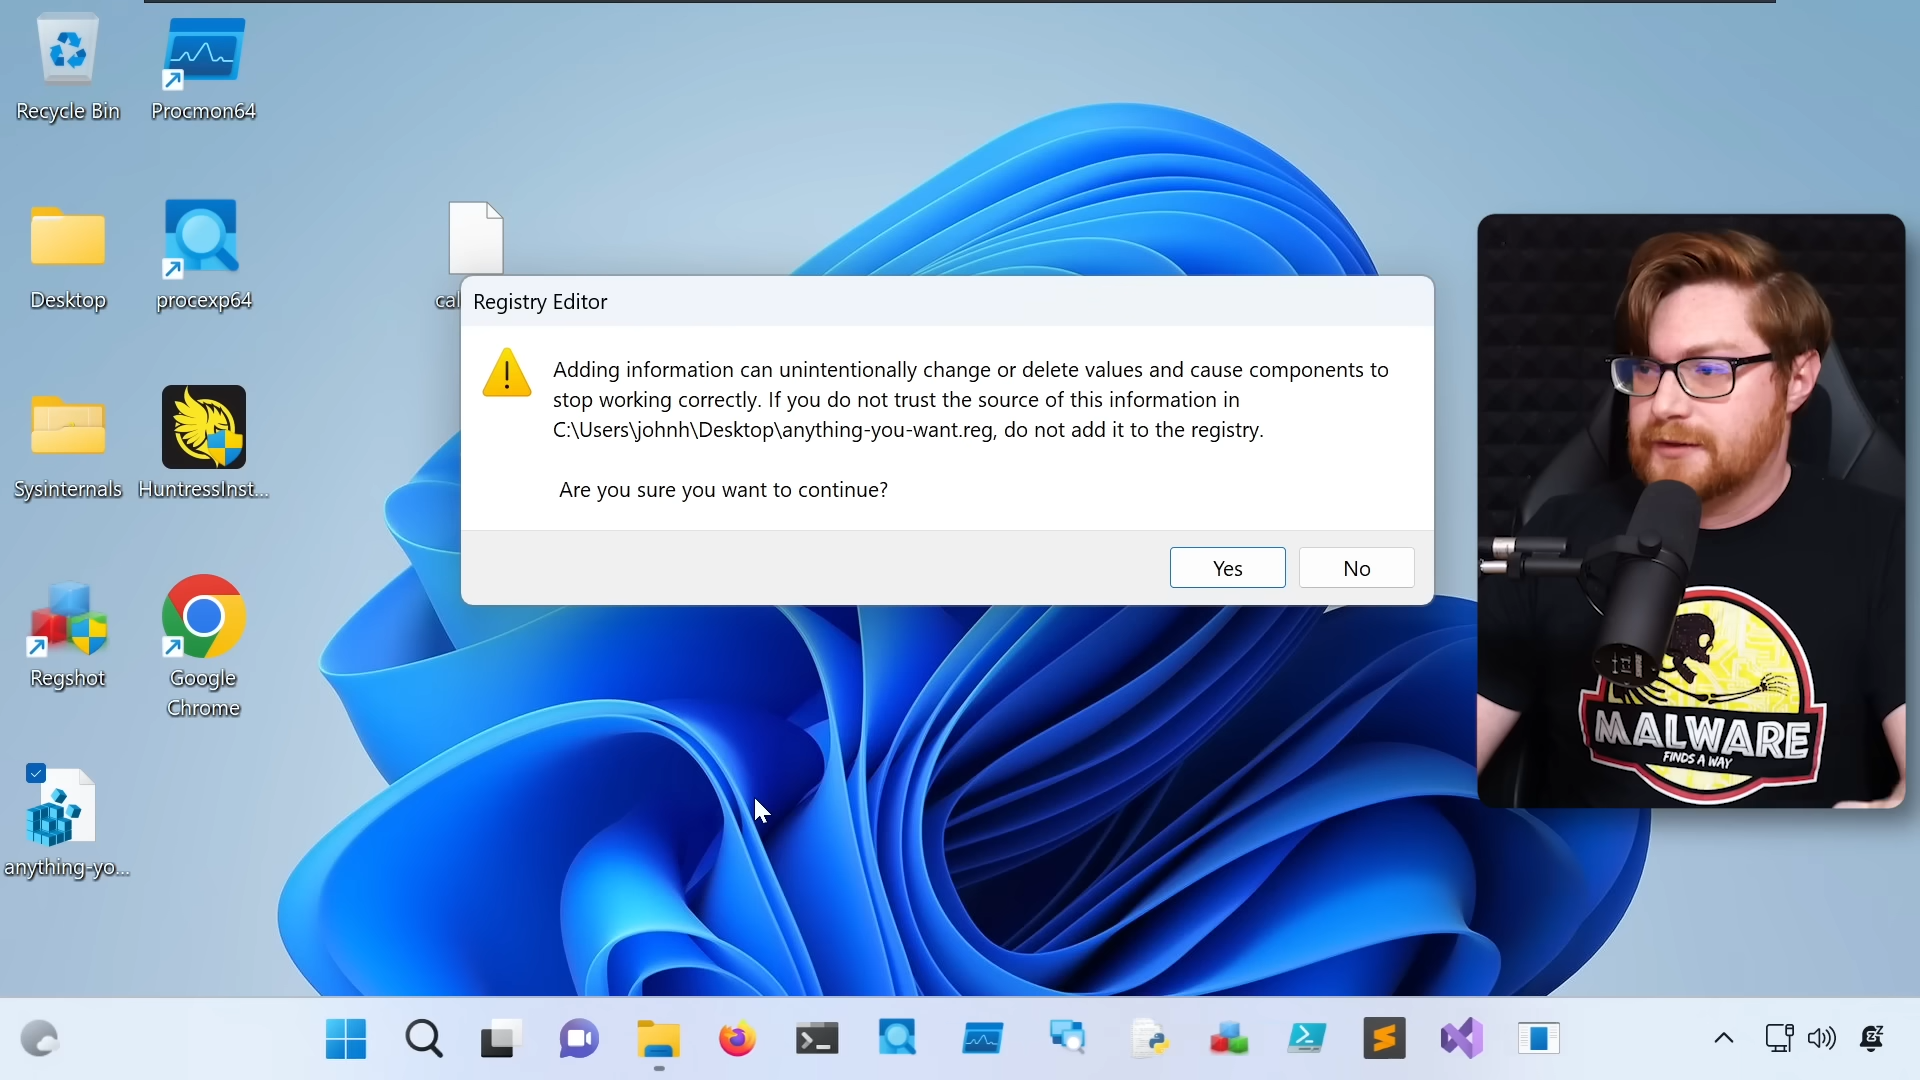 Recycle Bin
Procmon64
Desktop
procexp64
cal
Sysinternals
HuntressInst...
Regshot
Google
Chrome
anything-yo...
Registry Editor
Adding information can unintentionally change or delete values and cause components to
stop working correctly. If you do not trust the source of this information in
C:\Users\johnh\Desktop\anything-you-want.reg, do not add it to the registry.
Are you sure you want to continue?
Yes
No
MALWARE
FINDS A WAY